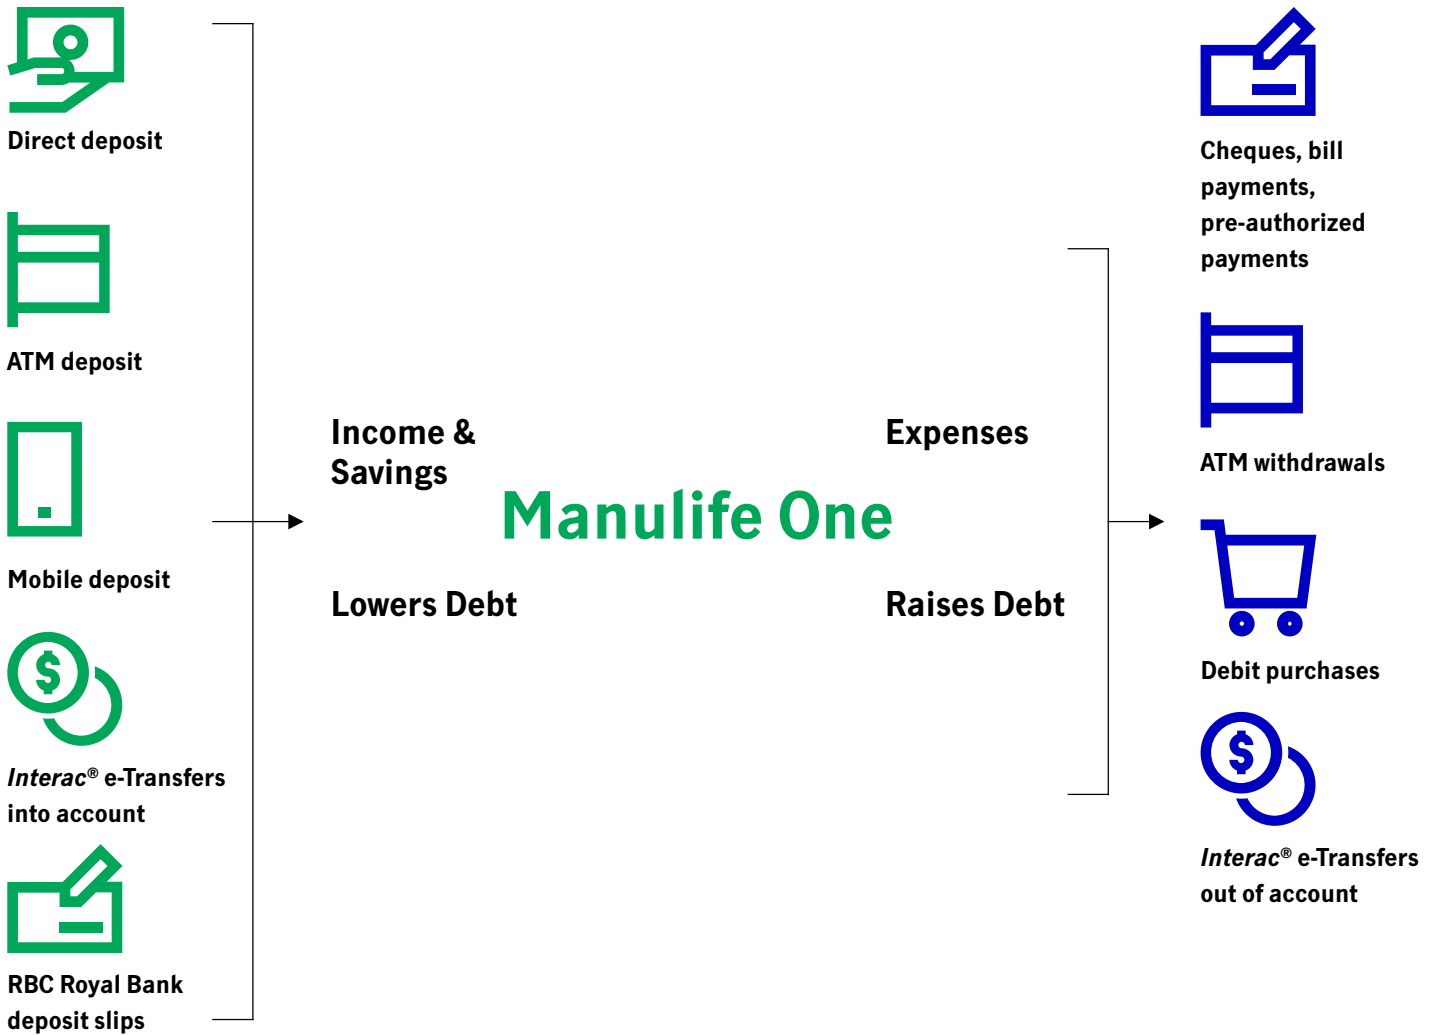 Direct deposit
ATM deposit
Mobile deposit
$
Interac® e-Transfers
into account
RBC Royal Bank
deposit slips
Income &
Savings
Lowers Debt
Manulife One
Expenses
Raises Debt
Cheques, bill
payments,
pre-authorized
payments
ATM withdrawals
Debit purchases
$
Interac® e-Transfers
out of account